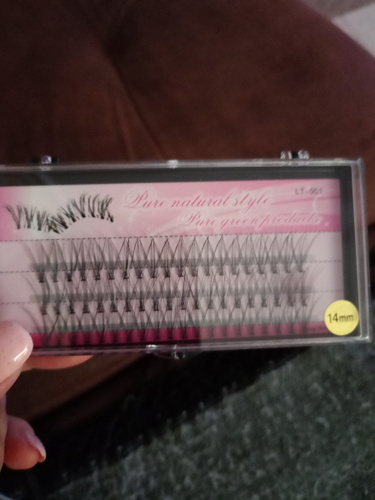 Pure natural style
Pure green products
14mm